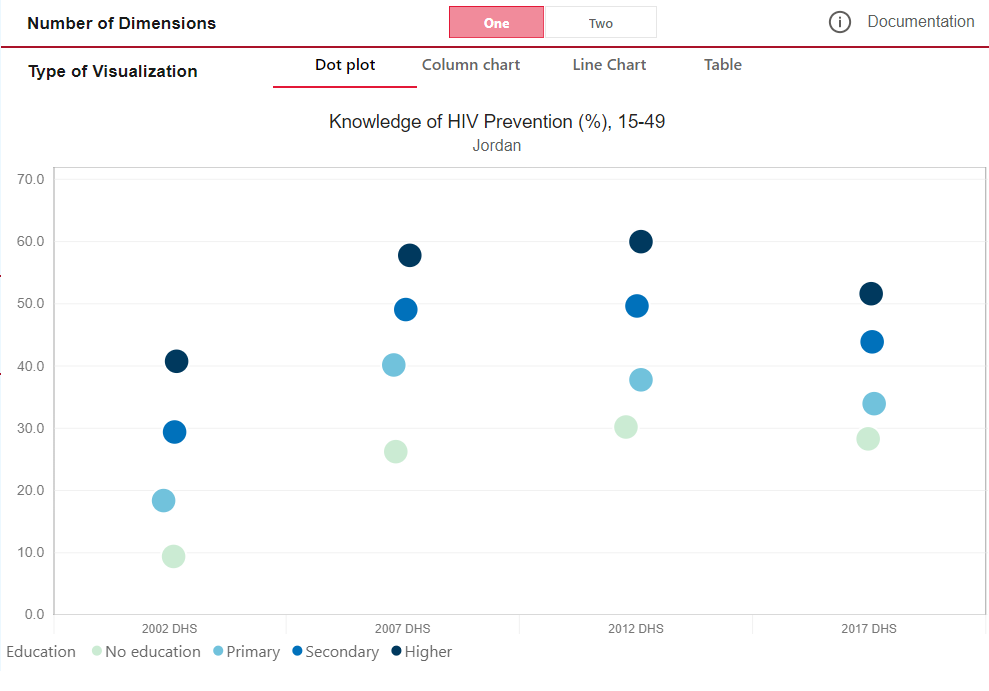 Number of Dimensions One Two Documentation
Type of Visualization Dot plot Column chart Line Chart Table
Knowledge of HIV Prevention (%), 15-49
Jordan
70.0
60.0
50.0
40.0
30.0
20.0
10.0
0.0
2002 DHS 2007 DHS 2012 DHS 2017 DHS
Education No education Primary Secondary Higher